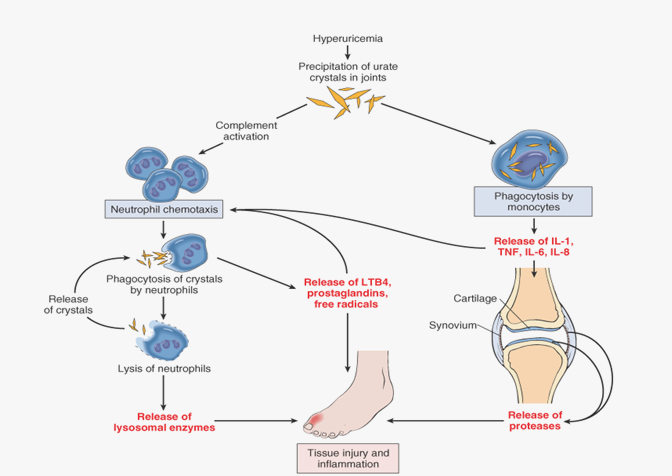 Hyperuricemia
Precipitation of urate
crystals in joints
Complement
activation
Neutrophil chemotaxis
Phagocytosis by
monocytes
Release of IL-1,
TNF, IL-6, IL-8
Phagocytosis of crystals
by neutrophils
Release of LTB4,
prostaglandins,
free radicals
Release
of crystals
Cartilage
Synovium
Lysis of neutrophils
Release of
lysosomal enzymes
Release of
proteases
Tissue injury and
inflammation